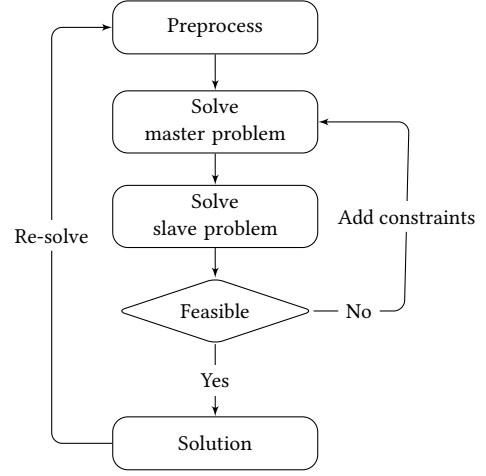 Preprocess
Solve
master problem
Solve
slave problem
Re-solve
Add constraints
Feasible
No
Yes
Solution